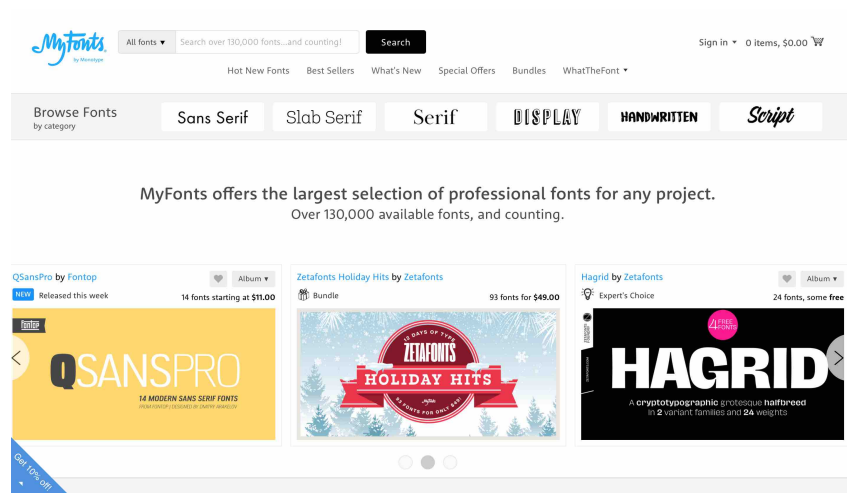 MyFonts
by Monotype
All fonts ▾
Search over 130,000 fonts...and counting!
Search
Sign in ▾
0 items, $0.00
Hot New Fonts
Best Sellers
What's New
Special Offers
Bundles
WhatTheFont ▾
Browse Fonts
by category
Sans Serif
Slab Serif
Serif
DISPLAY
HANDWRITTEN
Script
MyFonts offers the largest selection of professional fonts for any project.
Over 130,000 available fonts, and counting.
QSansPro by Fontop
Album ▾
NEW Released this week
14 fonts starting at $11.00
Fontop
QSANSPRO
14 MODERN SANS SERIF FONTS
Zetafonts Holiday Hits by Zetafonts
Bundle
93 fonts for $49.00
12 DAYS OF TYPE
ZETAFONTS
HOLIDAY HITS
93 FONTS FOR ONLY $49!
Hagrid by Zetafonts
Album ▾
Expert's Choice
24 fonts, some free
4 FREE
FONTS
HAGRID
A cryptotypographic grotesque halfbreed
In 2 variant families and 24 weights
Get 10% off!